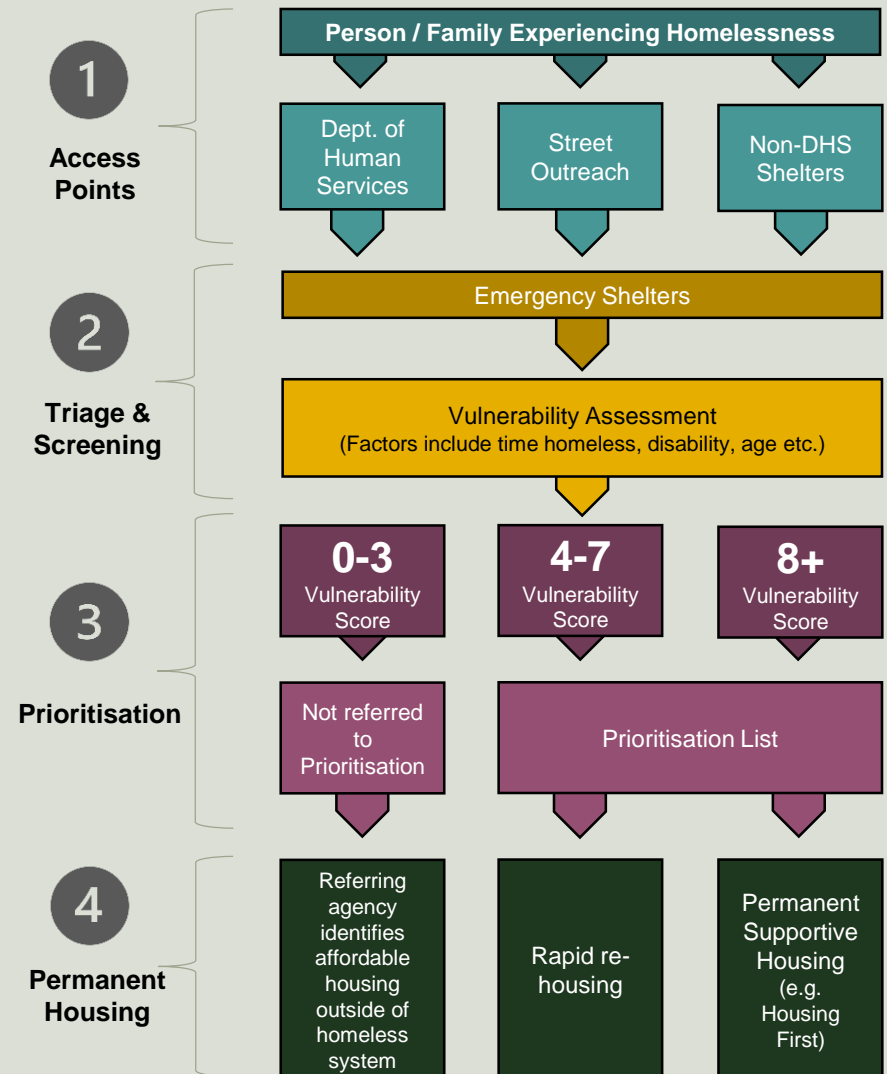 Person / Family Experiencing Homelessness
1
Access
Points
Dept. of
Human
Services
Street
Outreach
Non-DHS
Shelters
2
Triage &
Screening
Emergency Shelters
Vulnerability Assessment
(Factors include time homeless, disability, age etc.)
3
Prioritisation
0-3
Vulnerability
Score
4-7
Vulnerability
Score
8+
Vulnerability
Score
Not referred
to
Prioritisation
Prioritisation List
4
Permanent
Housing
Referring
agency
identifies
affordable
housing
outside of
homeless
system
Rapid re-
housing
Permanent
Supportive
Housing
(e.g.
Housing
First)